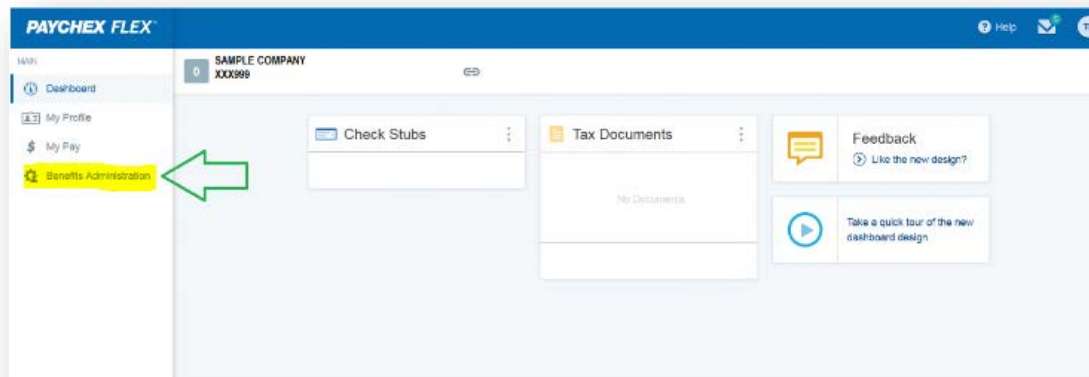 PAYCHEX FLEX
Help
MAIN
0
SAMPLE COMPANY
XXX999
Dashboard
My Profile
My Pay
Benefits Administration
Check Stubs
Tax Documents
No Documents
Feedback
Like the new design?
Take a quick tour of the new
dashboard design